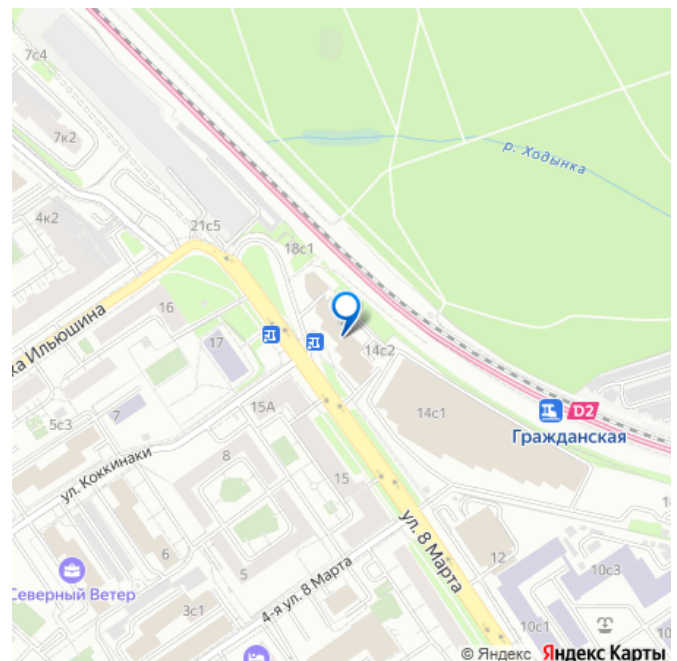 7с4
7к2
р. Ходынка
4к2
21с5
18с1
16
ка Ильюшина
17
14с2
15А
7
5с3
14с1
D2
Гражданская
ул. Коккинаки
8
15
ул. 8 Марта
12
6
5
10с3
Северный Ветер
4-я ул. 8 Марта
3с1
10с1
© Яндекс Яндекс Карты